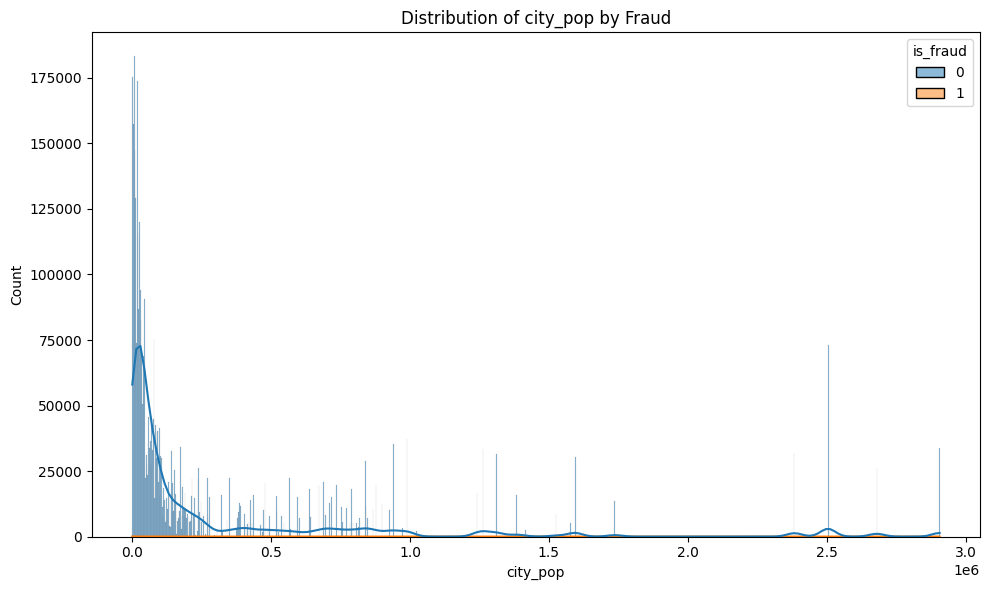 Distribution of city_pop by Fraud
is_fraud
0
1
175000
150000
125000
100000
75000
50000
25000
0
Count
0.0 0.5 1.0 1.5 2.0 2.5 3.0
1e6
city_pop